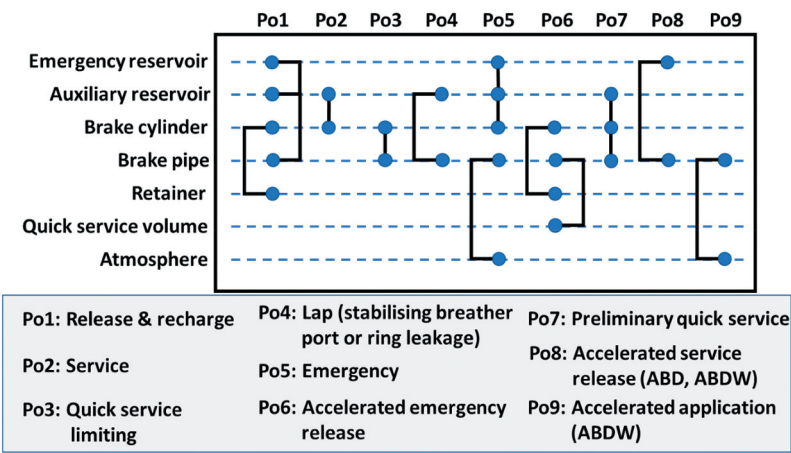 Po1 Po2 Po3 Po4 Po5 Po6 Po7 Po8 Po9
Emergency reservoir
Auxiliary reservoir
Brake cylinder
Brake pipe
Retainer
Quick service volume
Atmosphere
Po1: Release & recharge
Po2: Service
Po3: Quick service
limiting
Po4: Lap (stabilising breather
port or ring leakage)
Po5: Emergency
Po6: Accelerated emergency
release
Po7: Preliminary quick service
Po8: Accelerated service
release (ABD, ABDW)
Po9: Accelerated application
(ABDW)